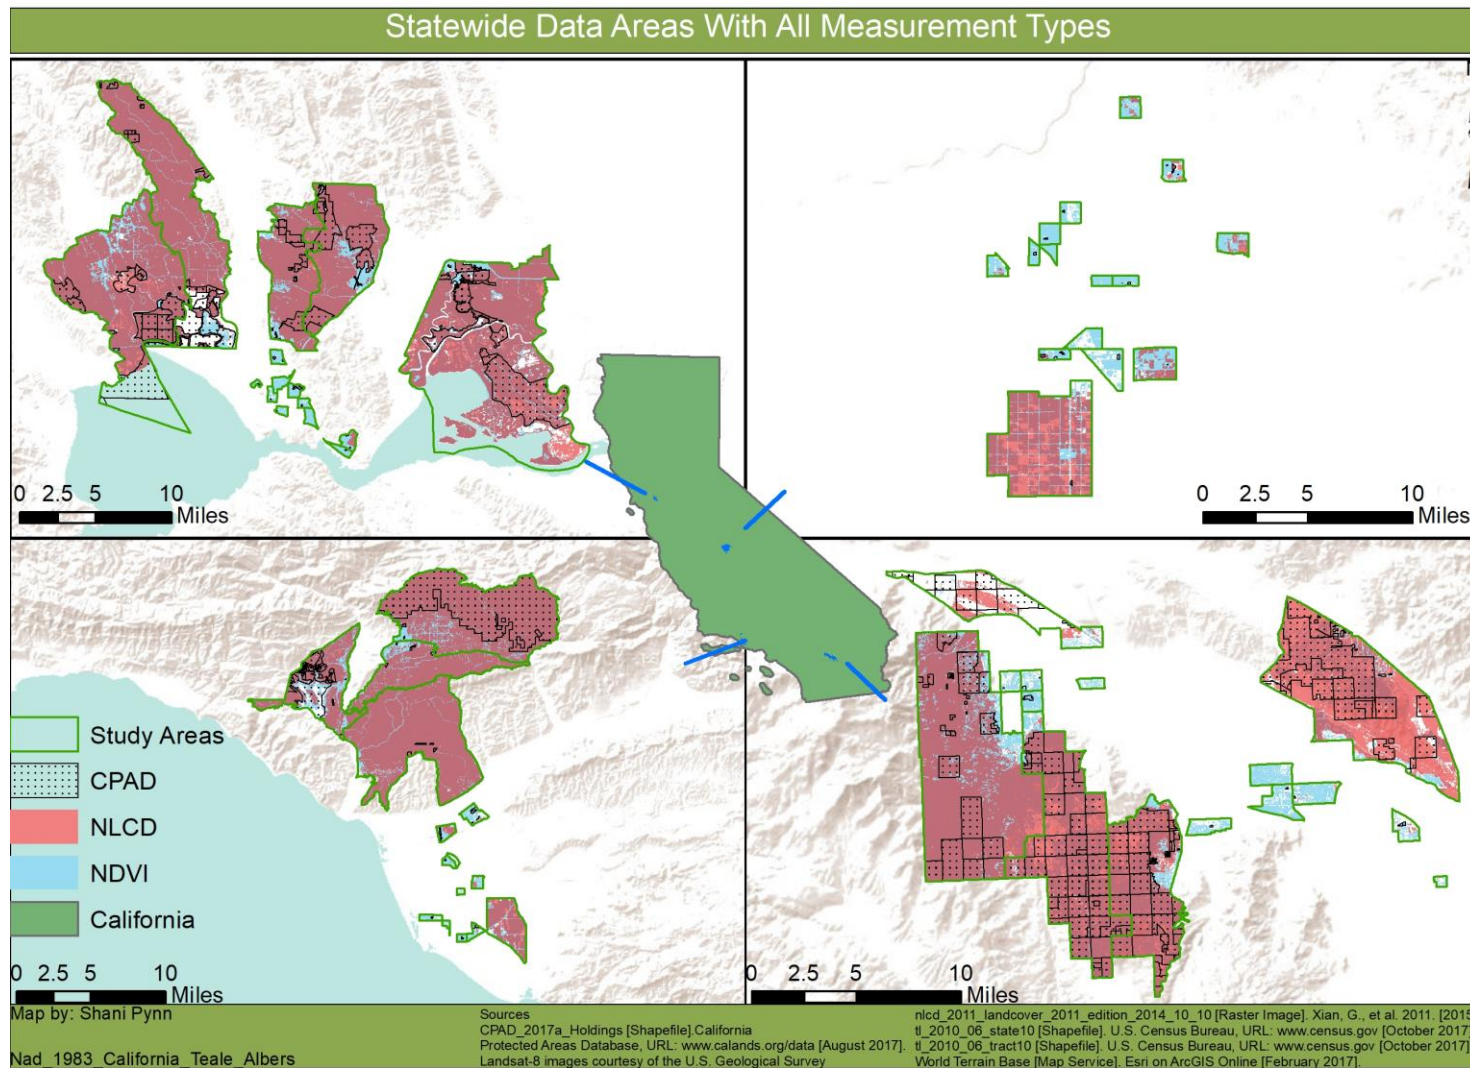 Statewide Data Areas With All Measurement Types
0 2.5 5 10
Miles
0 2.5 5 10
Miles
Study Areas
CPAD
NLCD
NDVI
California
0 2.5 5 10
Miles
0 2.5 5 10
Miles
Map by: Shani Pynn
Nad_1983_California_Teale_Albers
Sources
CPAD_2017a_Holdings [Shapefile].California
Protected Areas Database, URL: www.calands.org/data [August 2017].
Landsat-8 images courtesy of the U.S. Geological Survey
nlcd_2011_landcover_2011_edition_2014_10_10 [Raster Image]. Xian, G., et al. 2011. [2015
tl_2010_06_state10 [Shapefile]. U.S. Census Bureau, URL: www.census.gov [October 2017]
tl_2010_06_tract10 [Shapefile]. U.S. Census Bureau, URL: www.census.gov [October 2017]
World Terrain Base [Map Service]. Esri on ArcGIS Online [February 2017].